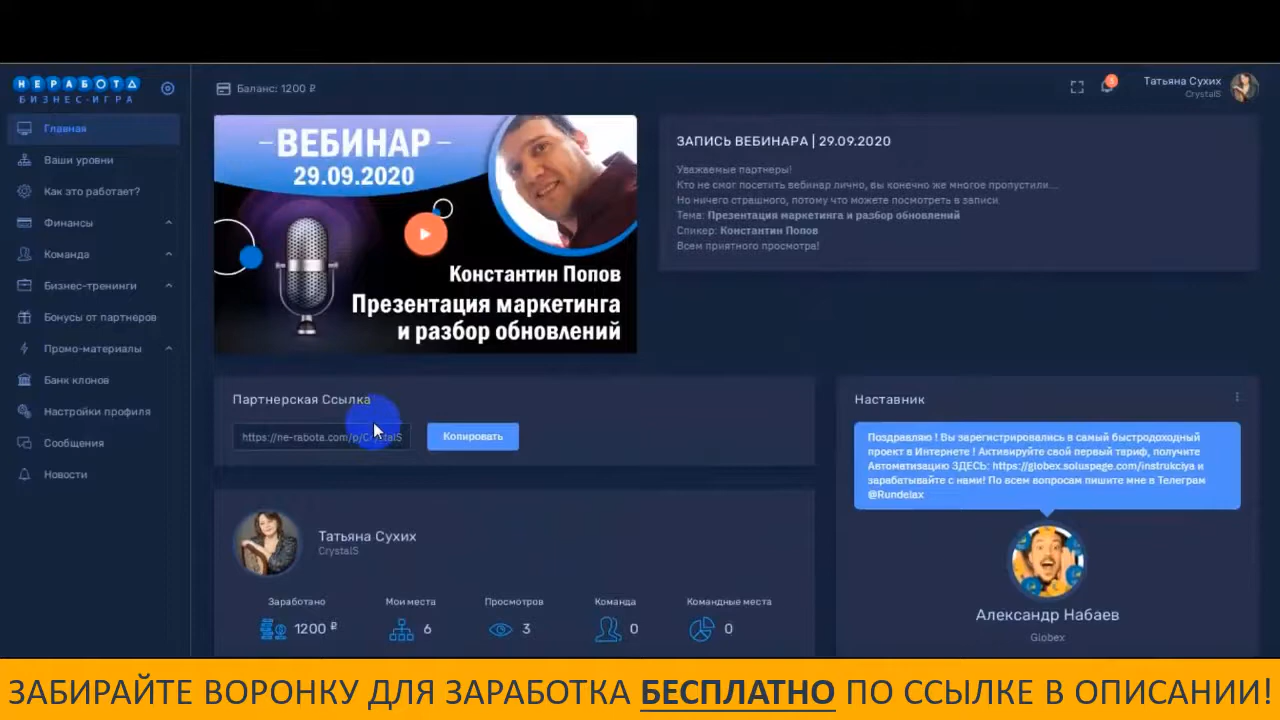 НЕРАБОТА
БИЗНЕС-ИГРА
Баланс: 1200 ₽
3
Татьяна Сухих
CrystalS
Главная
Ваши уровни
Как это работает?
Финансы
Команда
Бизнес-тренинги
Бонусы от партнеров
Промо-материалы
Банк клонов
Настройки профиля
Сообщения
Новости
– ВЕБИНАР –
29.09.2020
Константин Попов
Презентация маркетинга
и разбор обновлений
ЗАПИСЬ ВЕБИНАРА | 29.09.2020
Уважаемые партнеры!
Кто не смог посетить вебинар лично, вы конечно же многое пропустили....
Но ничего страшного, потому что можете посмотреть в записи
Тема: Презентация маркетинга и разбор обновлений
Спикер: Константин Попов
Всем приятного просмотра!
Партнерская Ссылка
https://ne-rabota.com/p/CrystalS
Копировать
Наставник
Поздравляю ! Вы зарегистрировались в самый быстродоходный
проект в Интернете ! Активируйте свой первый тариф, получите
Автоматизацию ЗДЕСЬ: https://globex.soluspage.com/instrukciya и
зарабатывайте с нами! По всем вопросам пишите мне в Телеграм
@Rundelax
Александр Набаев
Globex
Татьяна Сухих
CrystalS
Заработано
Мои места
Просмотров
Команда
Командные места
1200 ₽
6
3
0
0
ЗАБИРАЙТЕ ВОРОНКУ ДЛЯ ЗАРАБОТКА БЕСПЛАТНО ПО ССЫЛКЕ В ОПИСАНИИ!